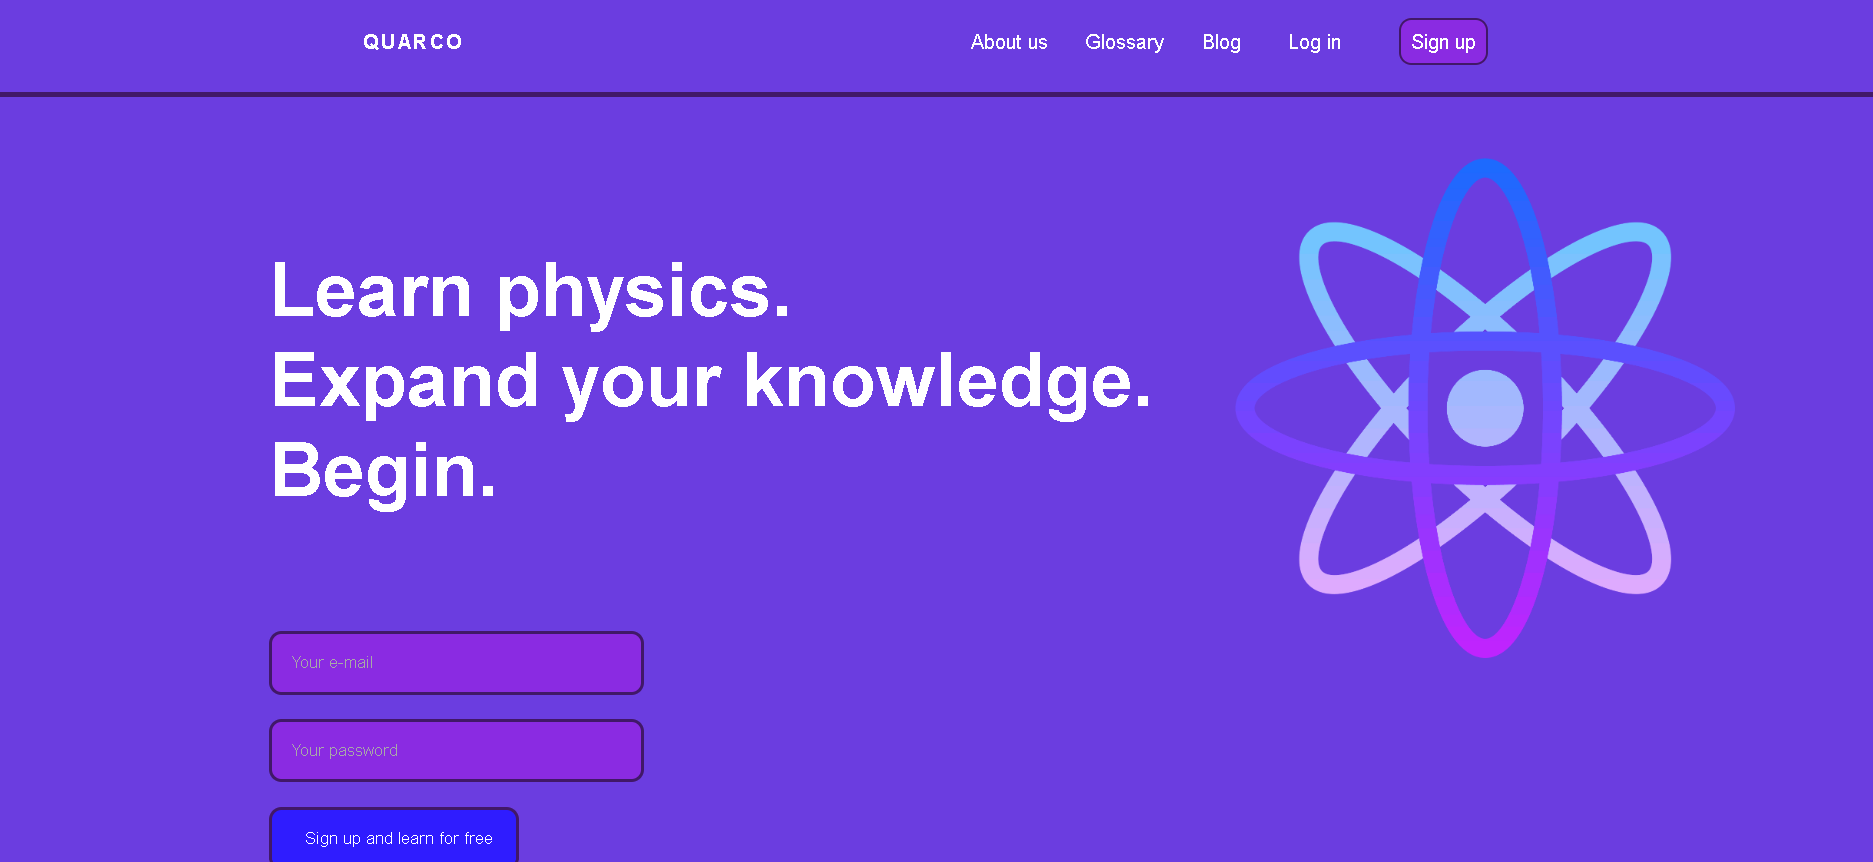 QUARCO
About us Glossary Blog Log in Sign up
Learn physics.
Expand your knowledge.
Begin.
Your e-mail
Your password
Sign up and learn for free